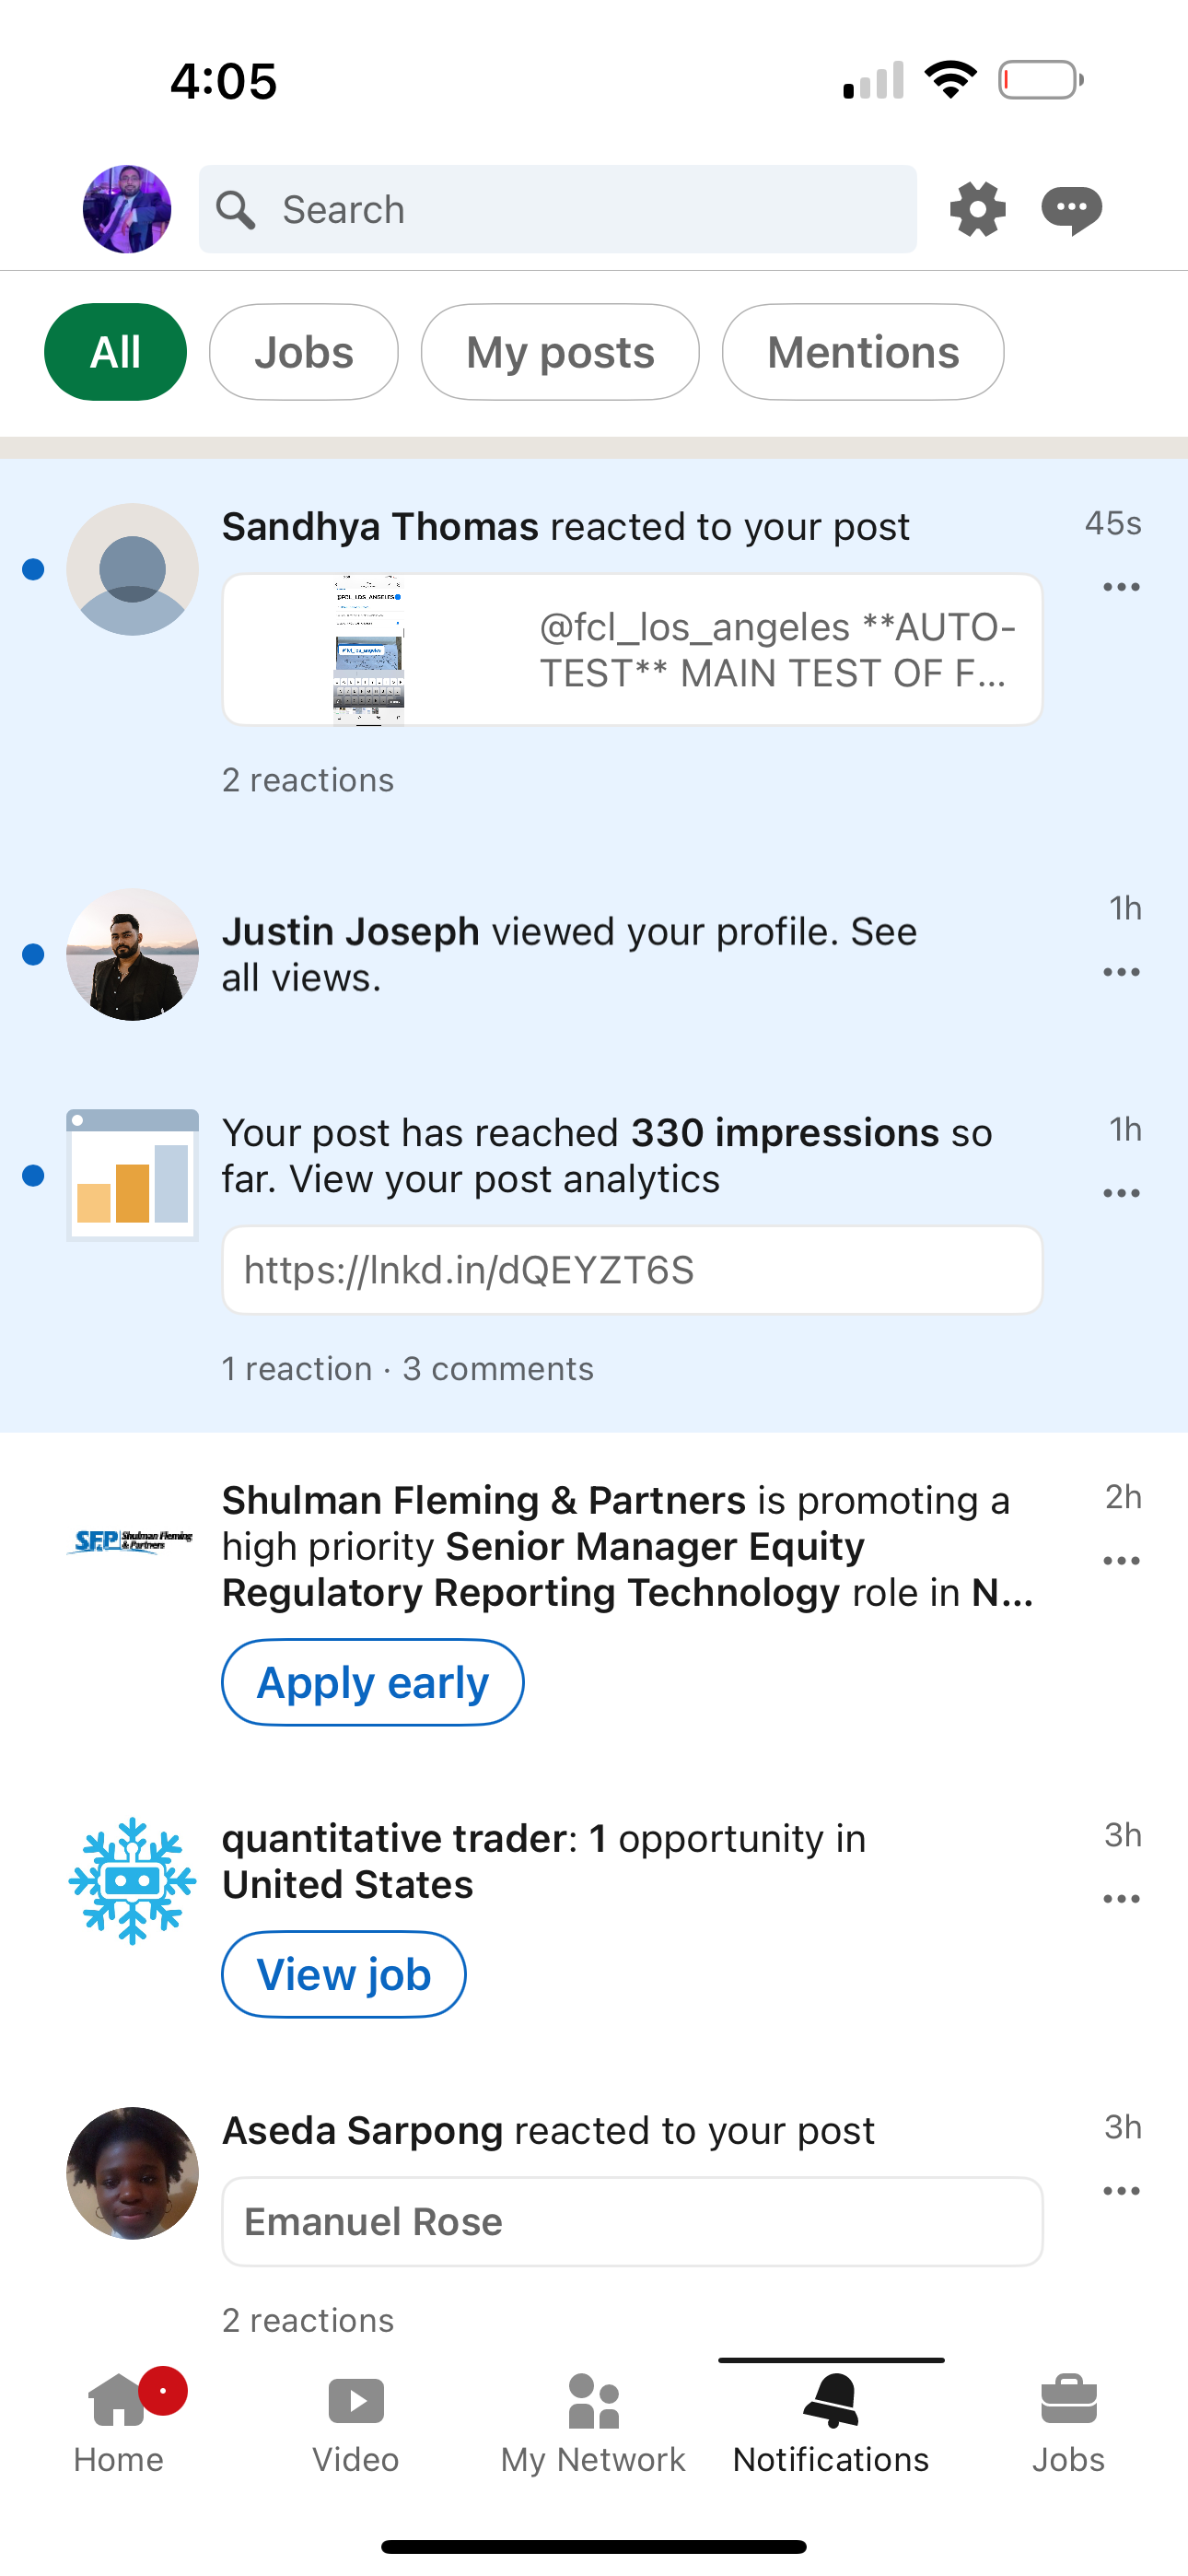 4:05
Search
All
Jobs
My posts
Mentions
Sandhya Thomas reacted to your post
45s
@fcl_los_angeles **AUTO-
TEST** MAIN TEST OF F...
2 reactions
Justin Joseph viewed your profile. See
all views.
1h
Your post has reached 330 impressions so
far. View your post analytics
1h
https://lnkd.in/dQEYZT6S
1 reaction · 3 comments
SFP Shulman Fleming
& Partners
Shulman Fleming & Partners is promoting a
high priority Senior Manager Equity
Regulatory Reporting Technology role in N...
2h
Apply early
quantitative trader: 1 opportunity in
United States
3h
View job
Aseda Sarpong reacted to your post
3h
Emanuel Rose
2 reactions
Home
Video
My Network
Notifications
Jobs